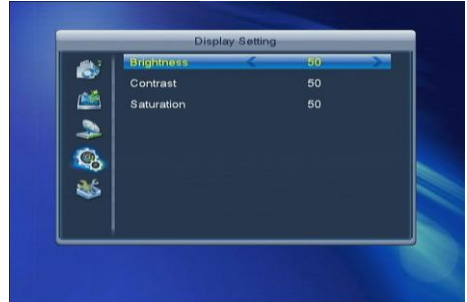 Display Setting
Brightness < 50 >
Contrast 50
Saturation 50